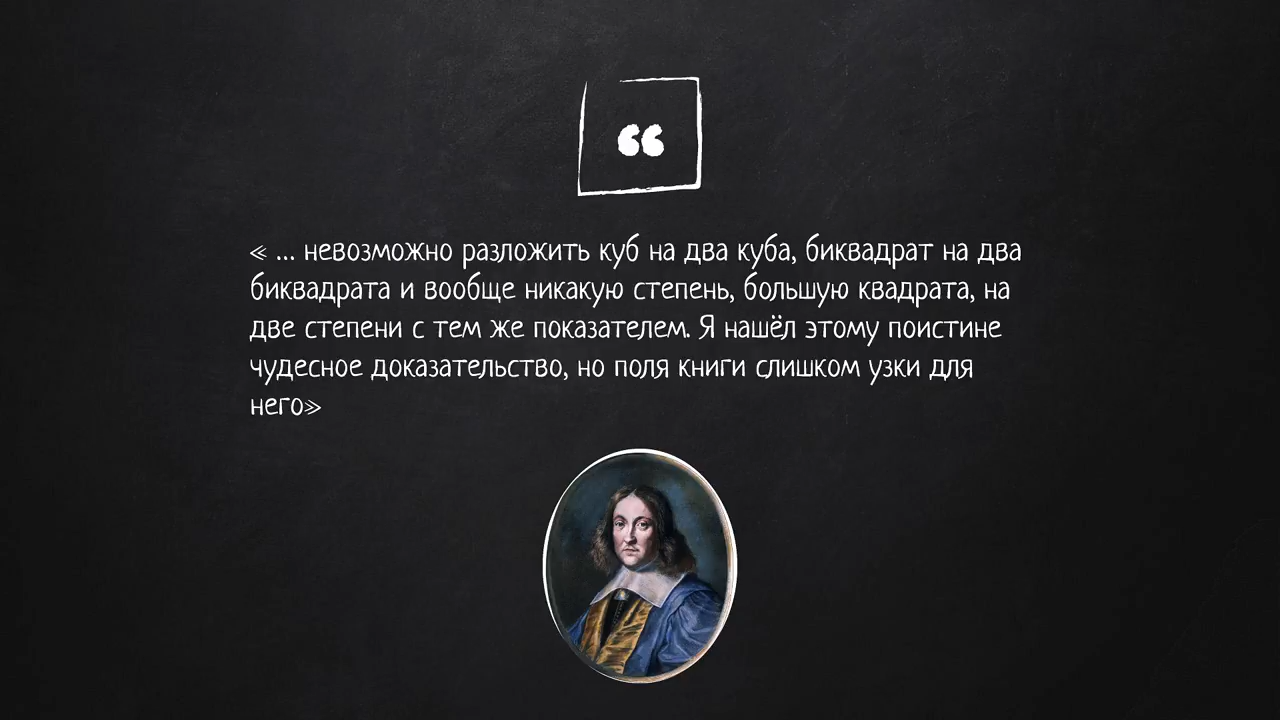 “
« ... невозможно разложить куб на два куба, биквадрат на два
биквадрата и вообще никакую степень, большую квадрата, на
две степени с тем же показателем. Я нашёл этому поистине
чудесное доказательство, но поля книги слишком узки для
него»